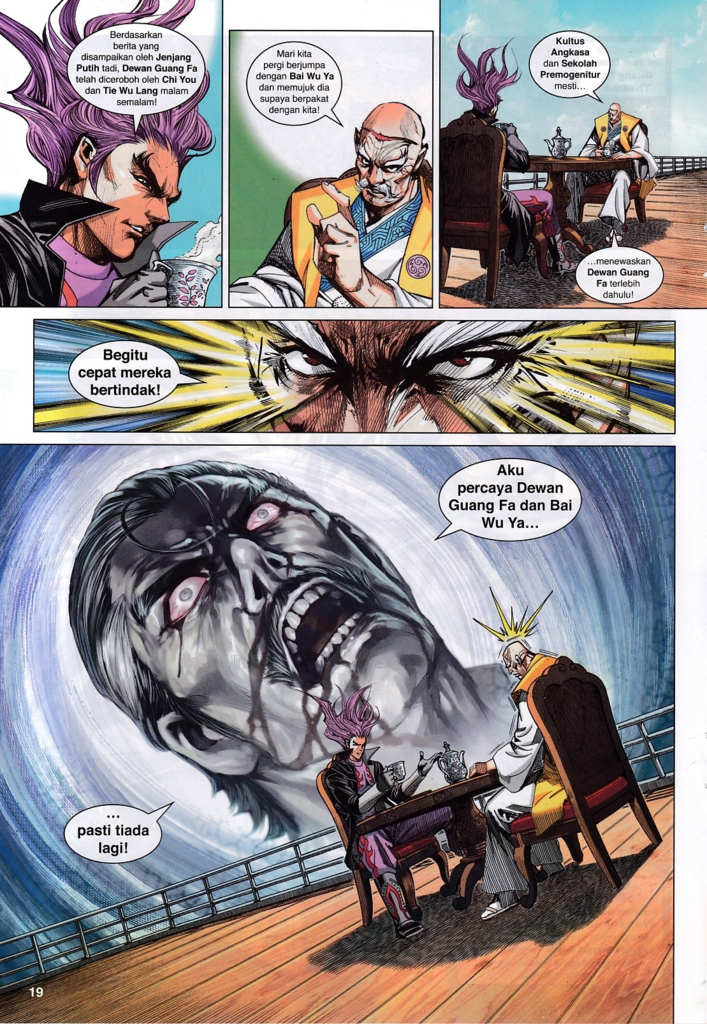 Berdasarkan
berita yang
disampaikan oleh Jenjang
Putih tadi, Dewan Guang Fa
telah diceroboh oleh Chi You
dan Tie Wu Lang malam
semalam!
Mari kita
pergi berjumpa
dengan Bai Wu Ya
dan memujuk dia
supaya berpakat
dengan kita!
Kultus
Angkasa
dan Sekolah
Premogenitur
mesti...
...menewaskan
Dewan Guang
Fa terlebih
dahulu!
Begitu
cepat mereka
bertindak!
Aku
percaya Dewan
Guang Fa dan Bai
Wu Ya...
...
pasti tiada
lagi!
19